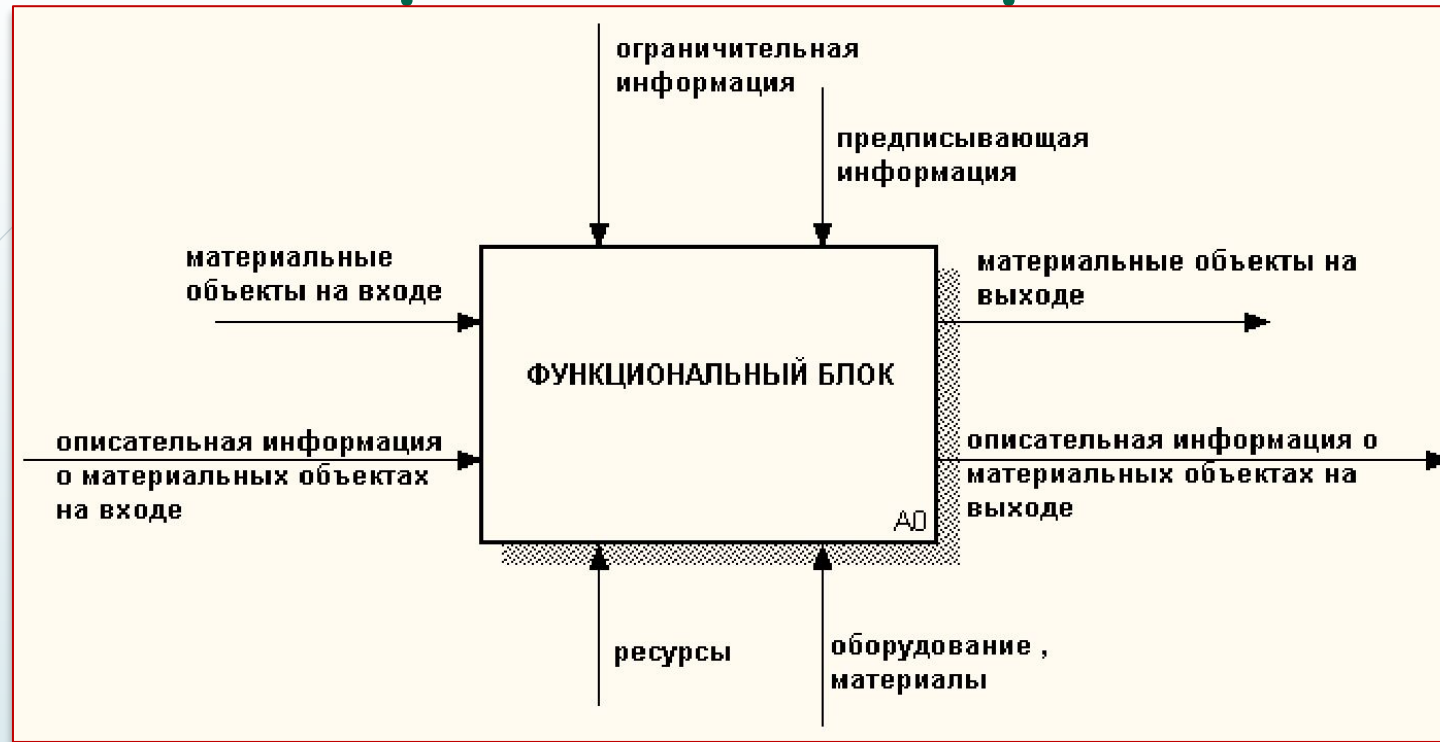 ограничительная
информация
предписывающая
информация
материальные
объекты на входе
материальные объекты на
выходе
ФУНКЦИОНАЛЬНЫЙ БЛОК
описательная информация
о материальных объектах
на входе
описательная информация о
материальных объектах на
выходе
A0
ресурсы
оборудование ,
материалы